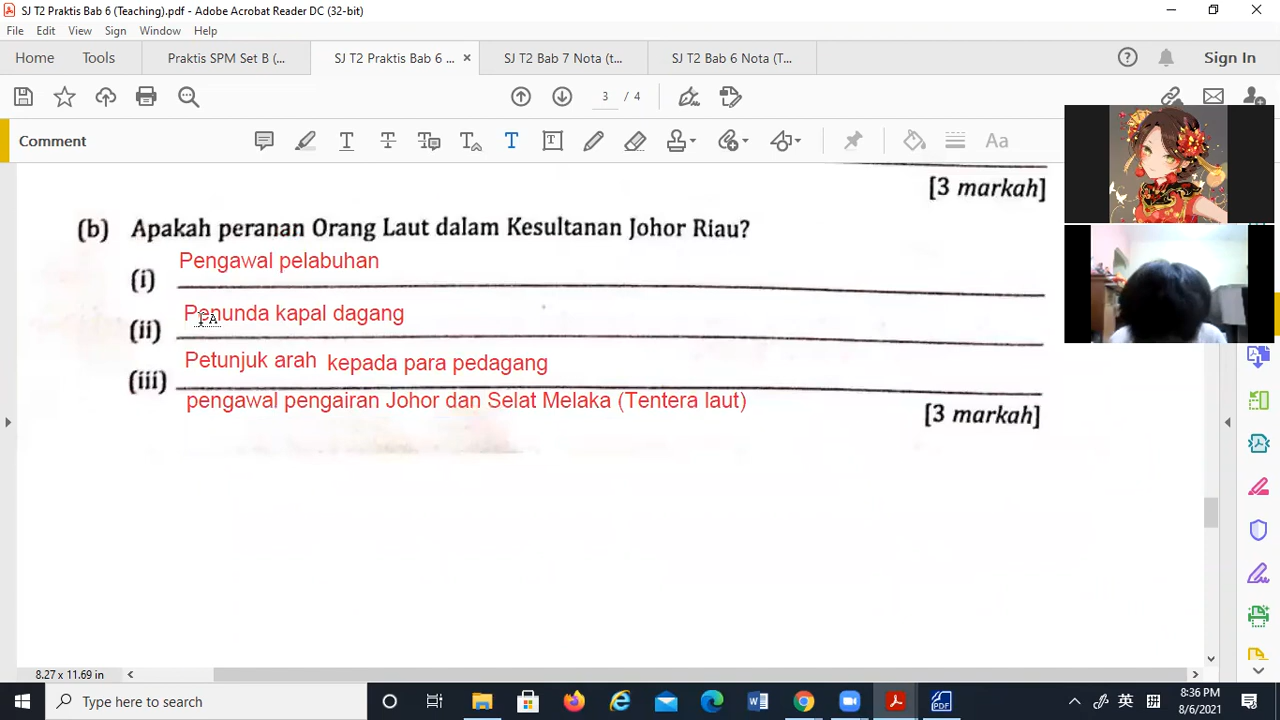 SJ T2 Praktis Bab 6 (Teaching).pdf - Adobe Acrobat Reader DC (32-bit)
File Edit View Sign Window Help
Home Tools Praktis SPM Set B (... SJ T2 Praktis Bab 6 ... × SJ T2 Bab 7 Nota (t... SJ T2 Bab 6 Nota (T... Sign In
3 / 4
Comment Aa
[3 markah]
(b) Apakah peranan Orang Laut dalam Kesultanan Johor Riau?
(i) Pengawal pelabuhan
(ii) Penunda kapal dagang
(iii) Petunjuk arah kepada para pedagang
pengawal pengairan Johor dan Selat Melaka (Tentera laut)
[3 markah]
8.27 x 11.69 in
Type here to search
英 拼 8:36 PM
8/6/2021